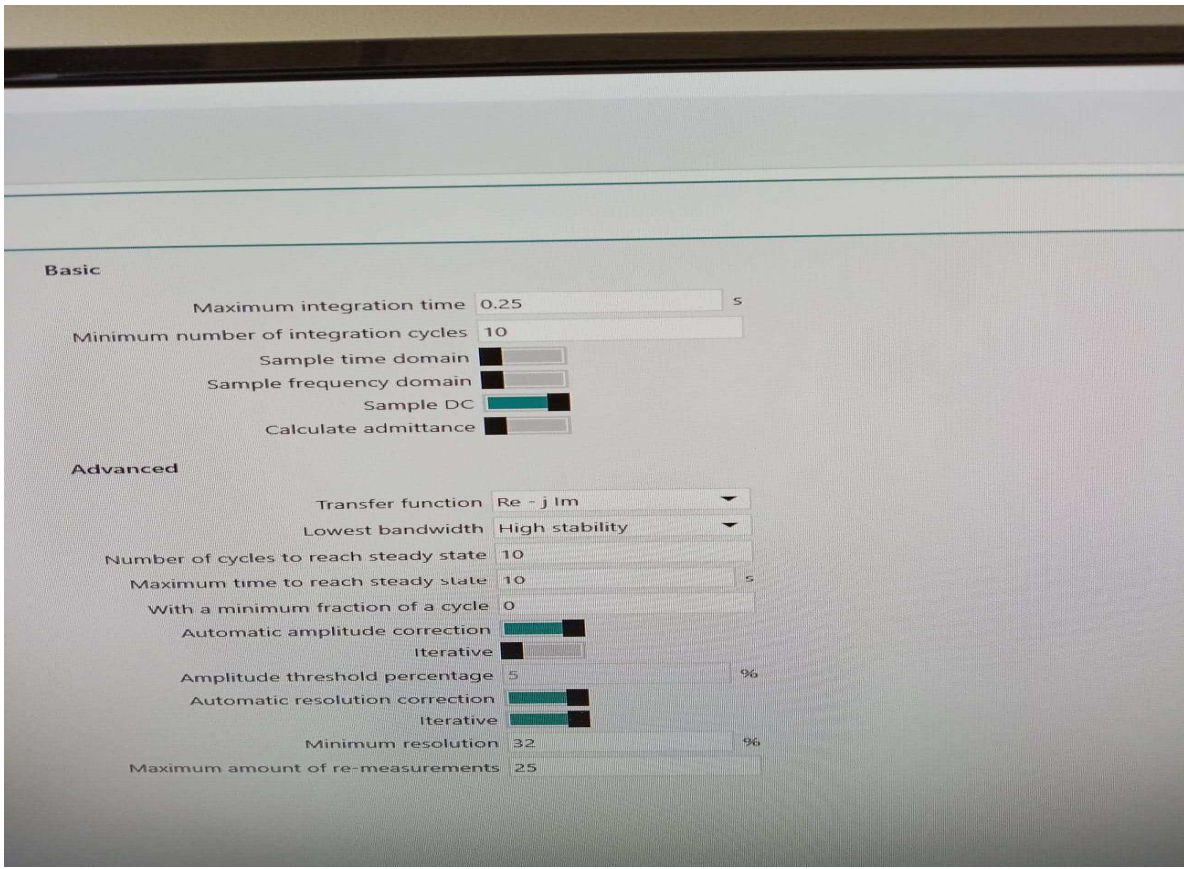 Basic
Maximum integration time 0.25 s
Minimum number of integration cycles 10
Sample time domain
Sample frequency domain
Sample DC
Calculate admittance
Advanced
Transfer function Re - j Im
Lowest bandwidth High stability
Number of cycles to reach steady state 10
Maximum time to reach steady state 10 s
With a minimum fraction of a cycle 0
Automatic amplitude correction
Iterative
Amplitude threshold percentage 5 %
Automatic resolution correction
Iterative
Minimum resolution 32 %
Maximum amount of re-measurements 25